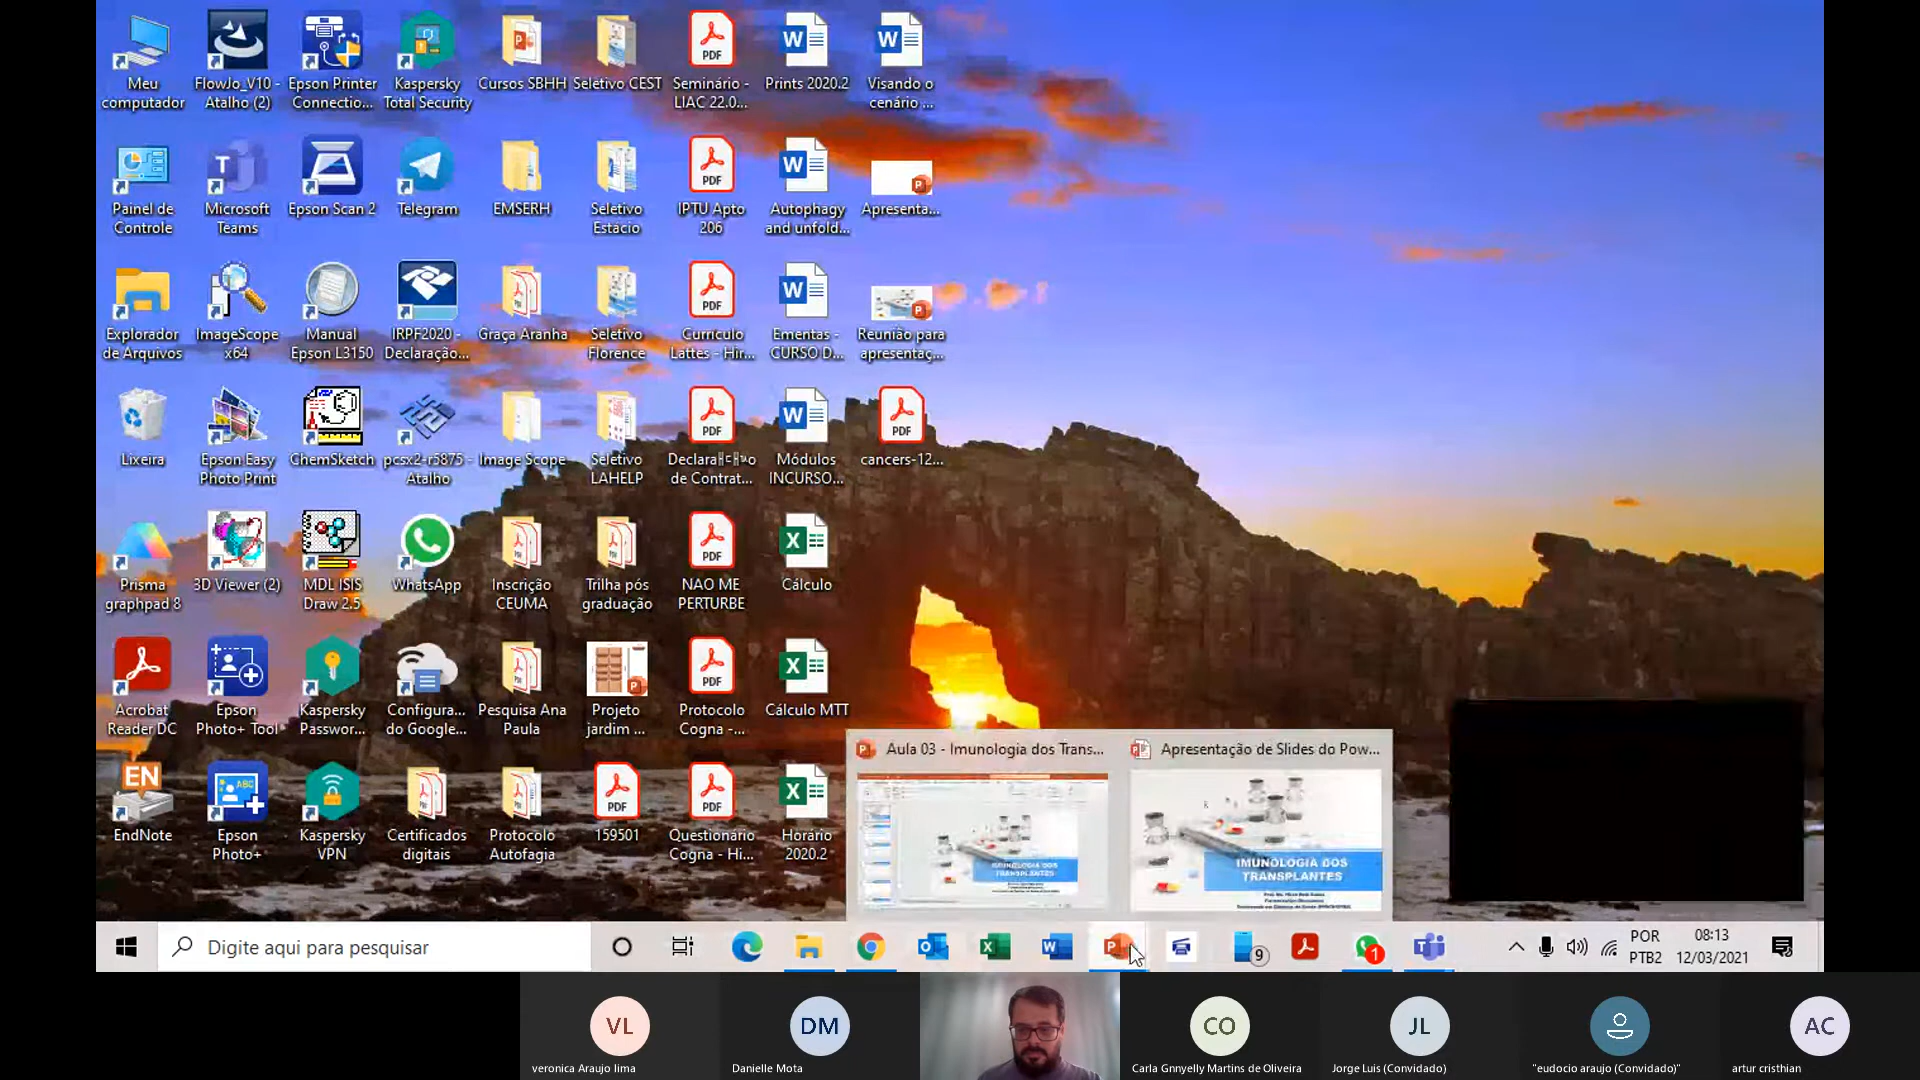 Meu
computador
FlowJo_V10 -
Atalho (2)
Epson Printer
Connectio...
Kaspersky
Total Security
Cursos SBHH
Seletivo CEST
Seminário -
LIAC 22.0...
Prints 2020.2
Visando o
cenário ...
Painel de
Controle
Microsoft
Teams
Epson Scan 2
Telegram
EMSERH
Seletivo
Estácio
IPTU Apto
206
Autophagy
and unfold...
Apresenta...
Explorador
de Arquivos
ImageScope
x64
Manual
Epson L3150
IRPF2020 -
Declaração...
Graça Aranha
Seletivo
Florence
Currículo
Lattes - Hir...
Ementas -
CURSO D...
Reunião para
apresentaç...
Lixeira
Epson Easy
Photo Print
ChemSketch
pcsx2-r5875 -
Atalho
Image Scope
Seletivo
LAHELP
de Contrat...
Módulos
INCURSO...
cancers-12...
Prisma
graphpad 8
3D Viewer (2)
MDL ISIS
Draw 2.5
WhatsApp
Inscrição
CEUMA
Trilha pós
graduação
NAO ME
PERTURBE
Cálculo
Acrobat
Reader DC
Epson
Photo+ Tool
Kaspersky
Passwor...
Configura...
do Google...
Pesquisa Ana
Paula
Projeto
jardim ...
Protocolo
Cogna -...
Cálculo MTT
EndNote
Epson
Photo+
Kaspersky
VPN
Certificados
digitais
Protocolo
Autofagia
159501
Questionário
Cogna - Hi...
Horário
2020.2
Aula 03 - Imunologia dos Trans...
Apresentação de Slides do Pow...
IMUNOLOGIA DOS
TRANSPLANTES
IMUNOLOGIA DOS
TRANSPLANTES
Digite aqui para pesquisar
9
1
POR
PTB2
08:13
12/03/2021
VL
DM
CO
JL
AC
veronica Araujo lima
Danielle Mota
Carla Gnnyelly Martins de Oliveira
Jorge Luis (Convidado)
"eudocio araujo (Convidado)"
artur cristhian